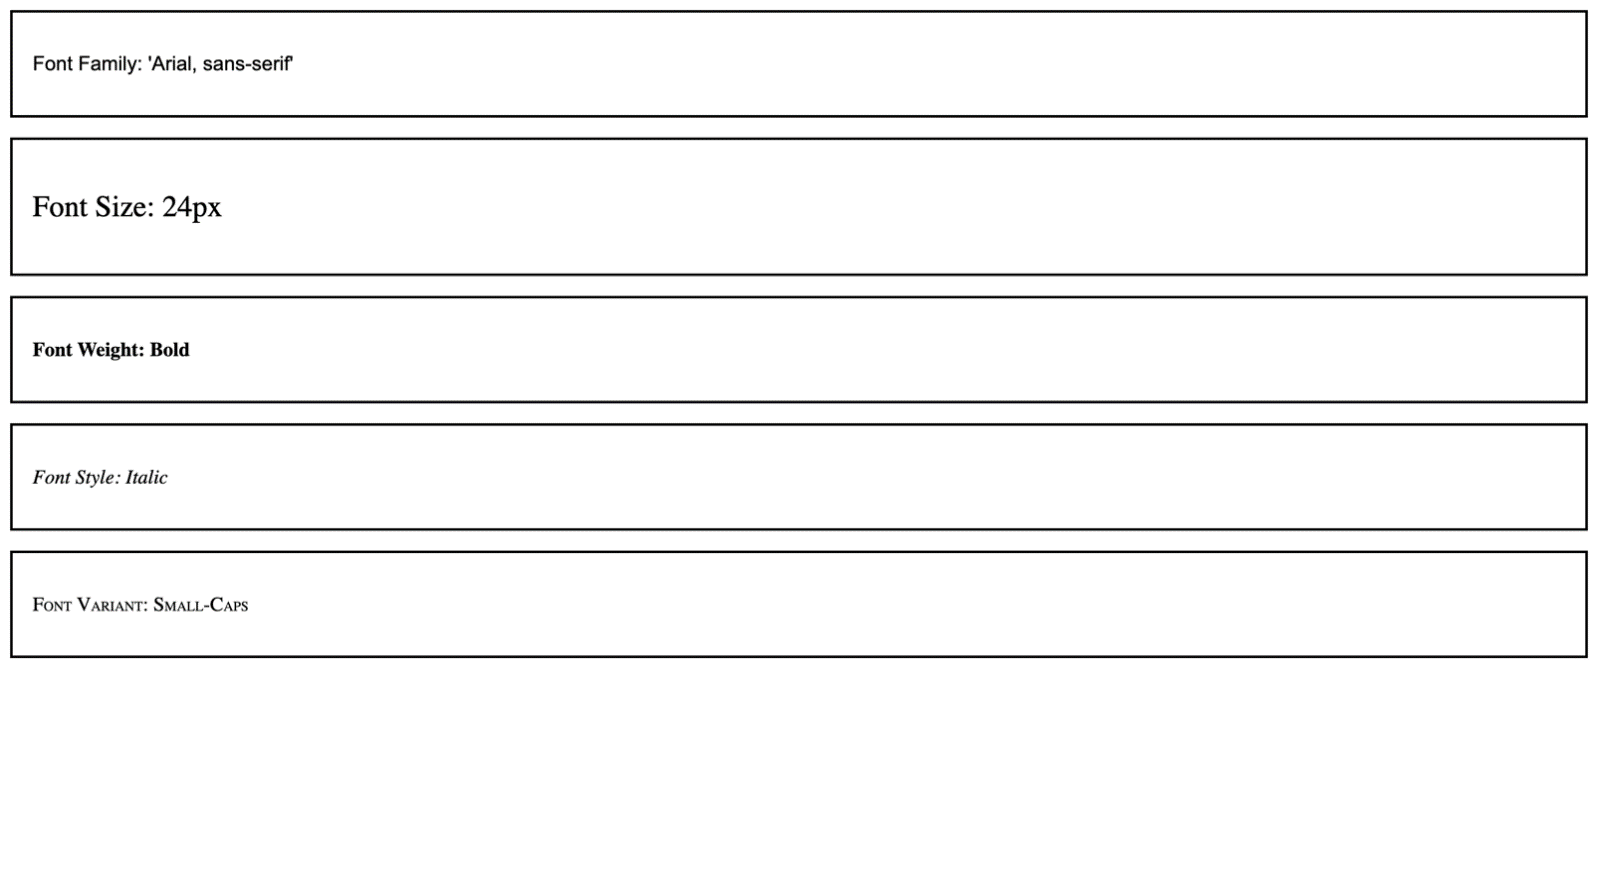 Font Family: 'Arial, sans-serif'
Font Size: 24px
Font Weight: Bold
Font Style: Italic
Font Variant: Small-Caps